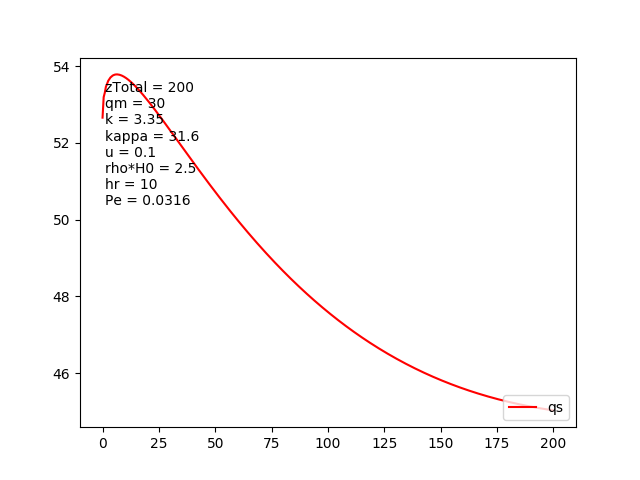 54
52
50
48
46
zTotal = 200
qm = 30
k = 3.35
kappa = 31.6
u = 0.1
rho*H0 = 2.5
hr = 10
Pe = 0.0316
qs
0 25 50 75 100 125 150 175 200